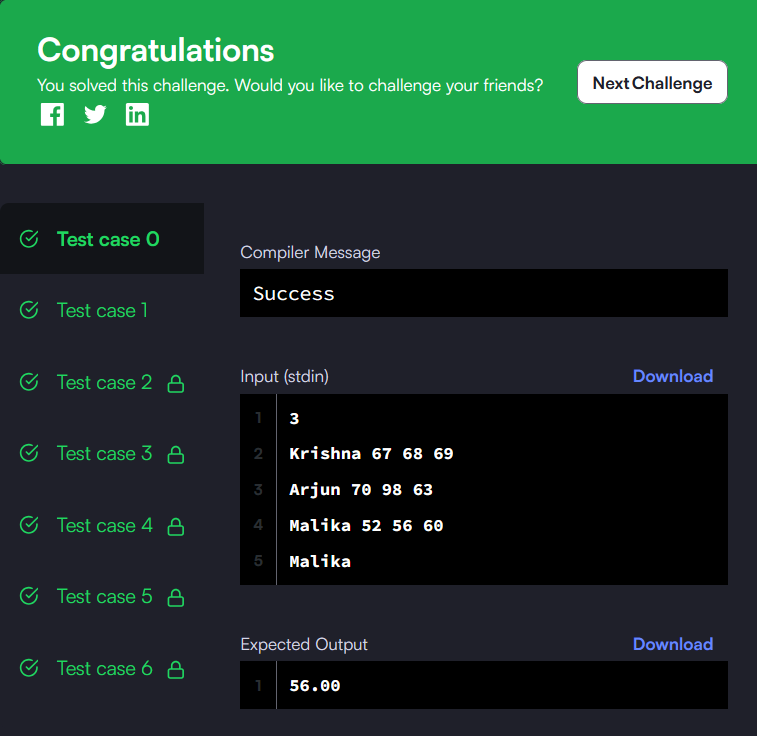 Congratulations
You solved this challenge. Would you like to challenge your friends?
Next Challenge
Test case 0
Test case 1
Test case 2
Test case 3
Test case 4
Test case 5
Test case 6
Compiler Message
Success
Input (stdin)
Download
1 3
2 Krishna 67 68 69
3 Arjun 70 98 63
4 Malika 52 56 60
5 Malika
Expected Output
Download
1 56.00